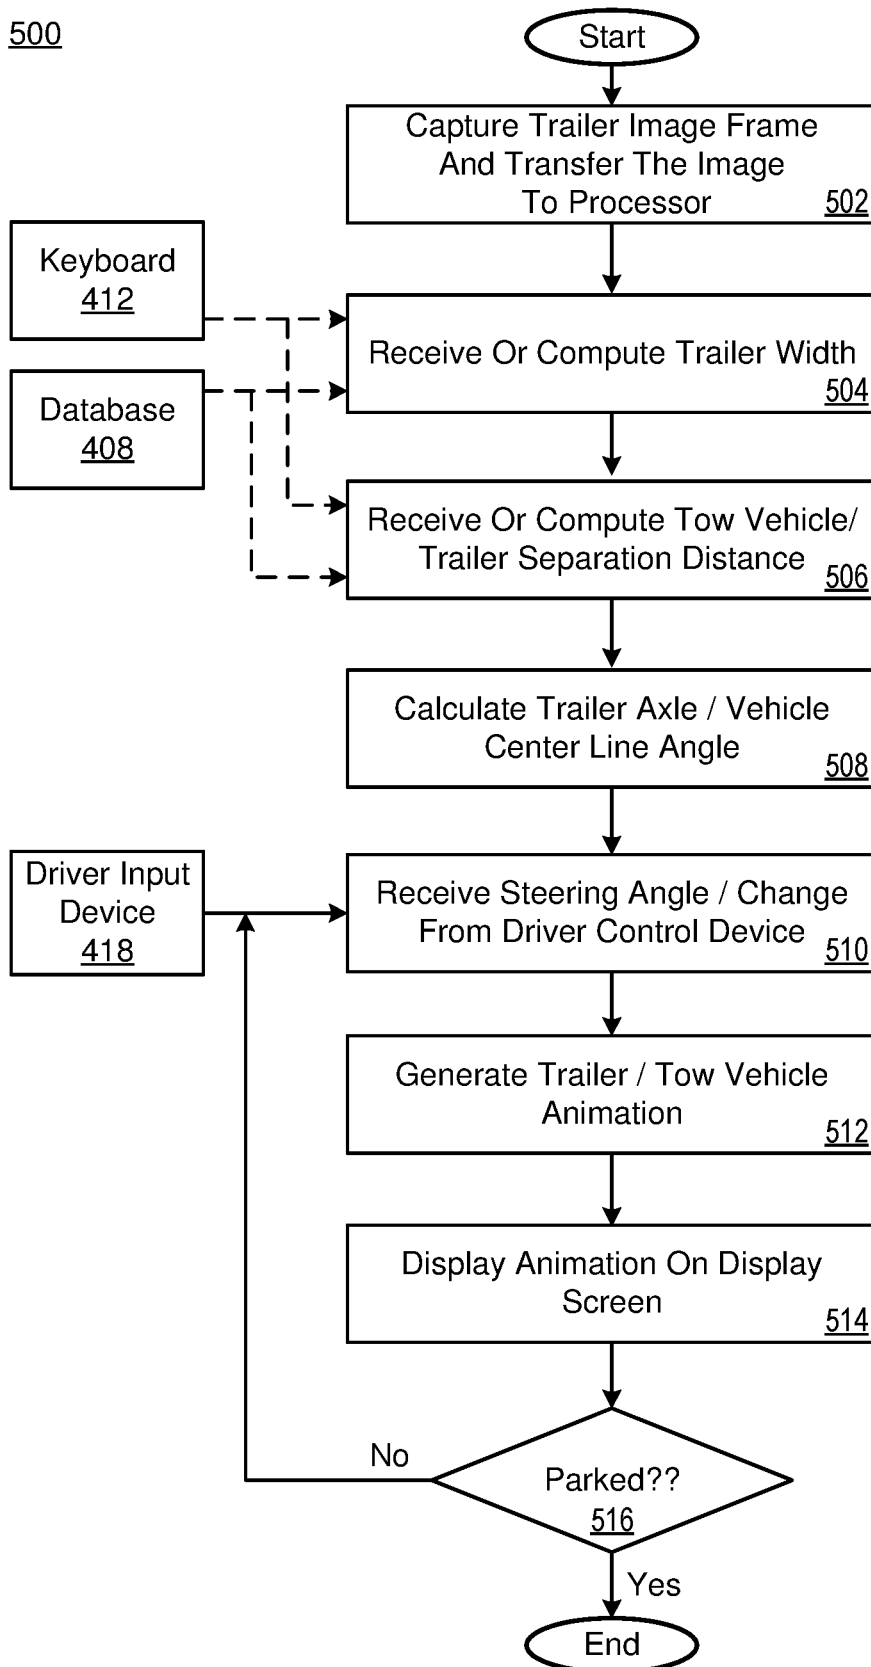 500
Start
Capture Trailer Image Frame
And Transfer The Image
To Processor
502
Keyboard
412
Receive Or Compute Trailer Width
504
Database
408
Receive Or Compute Tow Vehicle/
Trailer Separation Distance
506
Calculate Trailer Axle / Vehicle
Center Line Angle
508
Driver Input
Device
418
Receive Steering Angle / Change
From Driver Control Device
510
Generate Trailer / Tow Vehicle
Animation
512
Display Animation On Display
Screen
514
No
Parked??
516
Yes
End